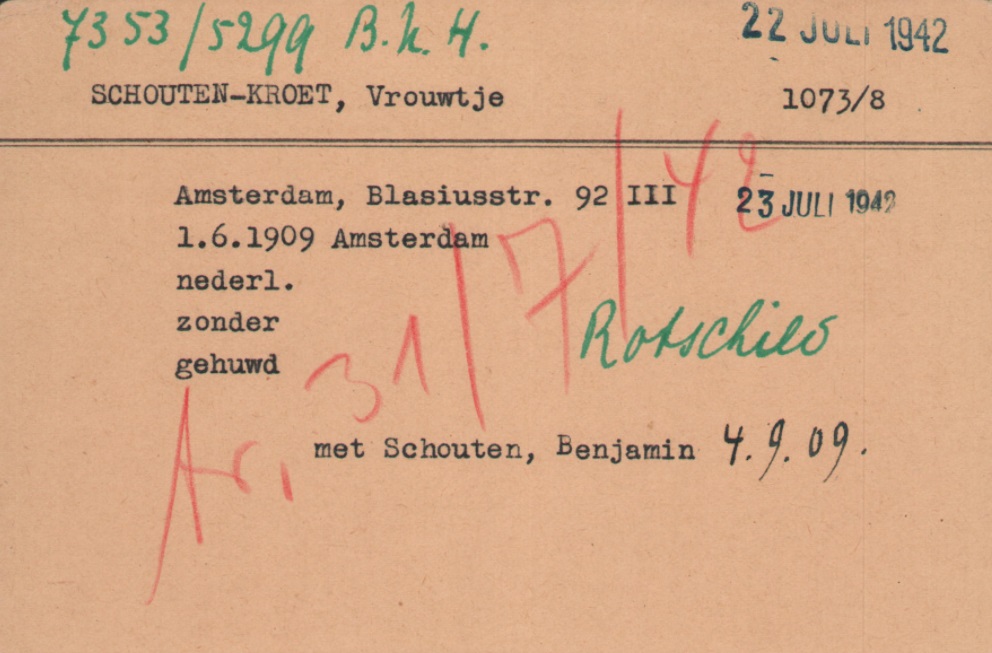 7353/5299 B.h.H. 22 JULI 1942
SCHOUTEN-KROET, Vrouwtje 1073/8
Amsterdam, Blasiusstr. 92 III 23 JULI 1942
1.6.1909 Amsterdam
nederl.
zonder
gehuwd
Rotschild
Ar. 31/7/42
met Schouten, Benjamin 4.9.09.